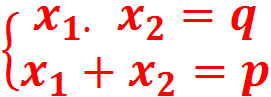 x₁. x₂ = q
x₁ + x₂ = p